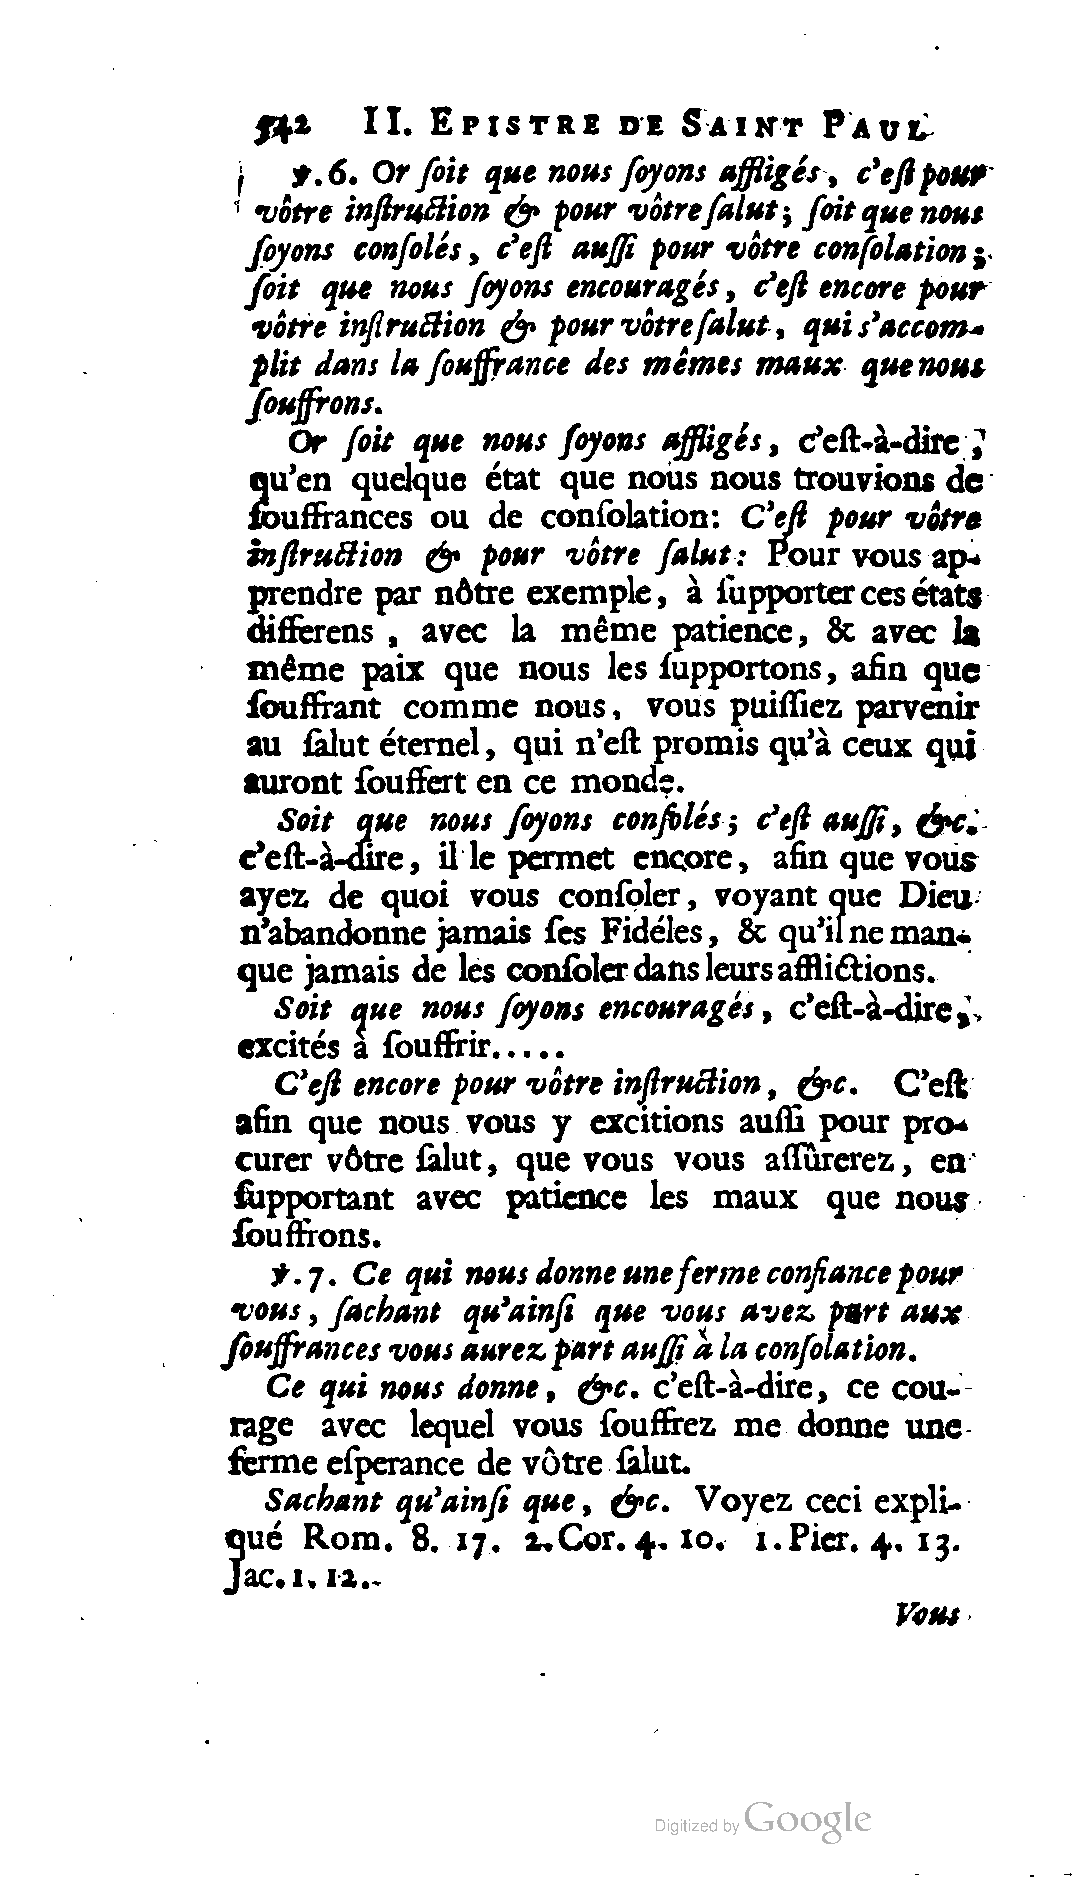 542 II. EPISTRE DE SAINT PAUL
℣.6. Or ſoit que nous ſoyons affligés, c'eſt pour
vôtre inſtruction & pour vôtre ſalut; ſoit que nous
ſoyons conſolés, c'eſt auſſi pour vôtre conſolation;
ſoit que nous ſoyons encouragés, c'eſt encore pour
vôtre inſtruction & pour vôtre ſalut, qui s'accom-
plit dans la ſouffrance des mêmes maux que nous
ſouffrons.
Or ſoit que nous ſoyons affligés, c'eſt-à-dire,
qu'en quelque état que nous nous trouvions de
ſouffrances ou de conſolation: C'eſt pour vôtre
inſtruction & pour vôtre ſalut: Pour vous ap-
prendre par nôtre exemple, à ſupporter ces états
differens, avec la même patience, & avec la
même paix que nous les ſupportons, afin que
ſouffrant comme nous, vous puiſſiez parvenir
au ſalut éternel, qui n'eſt promis qu'à ceux qui
auront ſouffert en ce monde.
Soit que nous ſoyons conſolés; c'eſt auſſi, &c.
c'eſt-à-dire, il le permet encore, afin que vous
ayez de quoi vous conſoler, voyant que Dieu
n'abandonne jamais ſes Fidéles, & qu'il ne man-
que jamais de les conſoler dans leurs afflictions.
Soit que nous ſoyons encouragés, c'eſt-à-dire,
excités à ſouffrir.....
C'eſt encore pour vôtre inſtruction, &c. C'eſt
afin que nous vous y excitions auſſi pour pro-
curer vôtre ſalut, que vous vous aſſûrerez, en
ſupportant avec patience les maux que nous
ſouffrons.
℣.7. Ce qui nous donne une ferme confiance pour
vous, ſachant qu'ainſi que vous avez part aux
ſouffrances vous aurez part auſſi à la conſolation.
Ce qui nous donne, &c. c'eſt-à-dire, ce cou-
rage avec lequel vous ſouffrez me donne une
ferme eſperance de vôtre ſalut.
Sachant qu'ainſi que, &c. Voyez ceci expli-
qué Rom. 8. 17. 2. Cor. 4. 10. 1. Pier. 4. 13.
Jac. 1. 12.
Vous
Digitized by Google